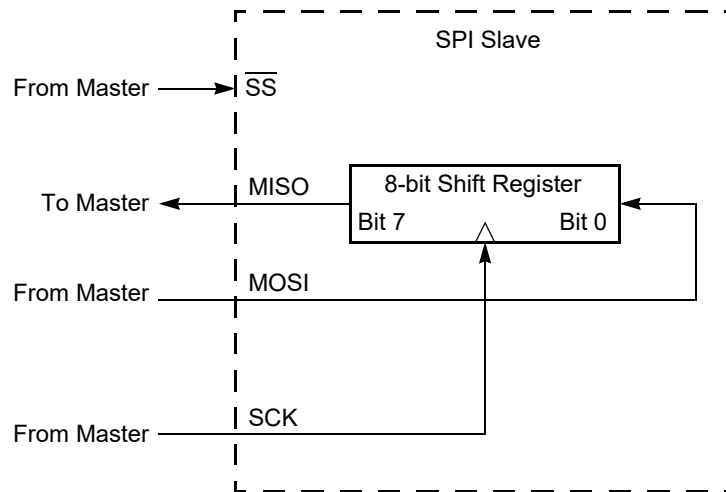 SPI Slave
From Master
S̅S̅
To Master
MISO
8-bit Shift Register
Bit 7
Bit 0
From Master
MOSI
From Master
SCK